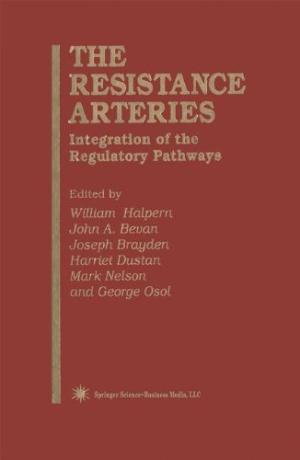 THE
RESISTANCE
ARTERIES
Integration of the
Regulatory Pathways
Edited by
William Halpern
John A. Bevan
Joseph Brayden
Harriet Dustan
Mark Nelson
and George Osol
Springer Science+Business Media, LLC